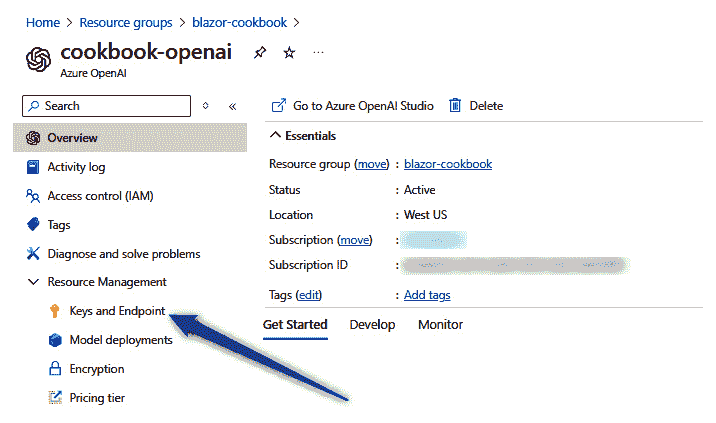 Home > Resource groups > blazor-cookbook >
cookbook-openai ...
Azure OpenAI
Search
Overview
Activity log
Access control (IAM)
Tags
Diagnose and solve problems
Resource Management
Keys and Endpoint
Model deployments
Encryption
Pricing tier
Go to Azure OpenAI Studio Delete
Essentials
Resource group (move) : blazor-cookbook
Status : Active
Location : West US
Subscription (move) :
Subscription ID :
Tags (edit) : Add tags
Get Started Develop Monitor